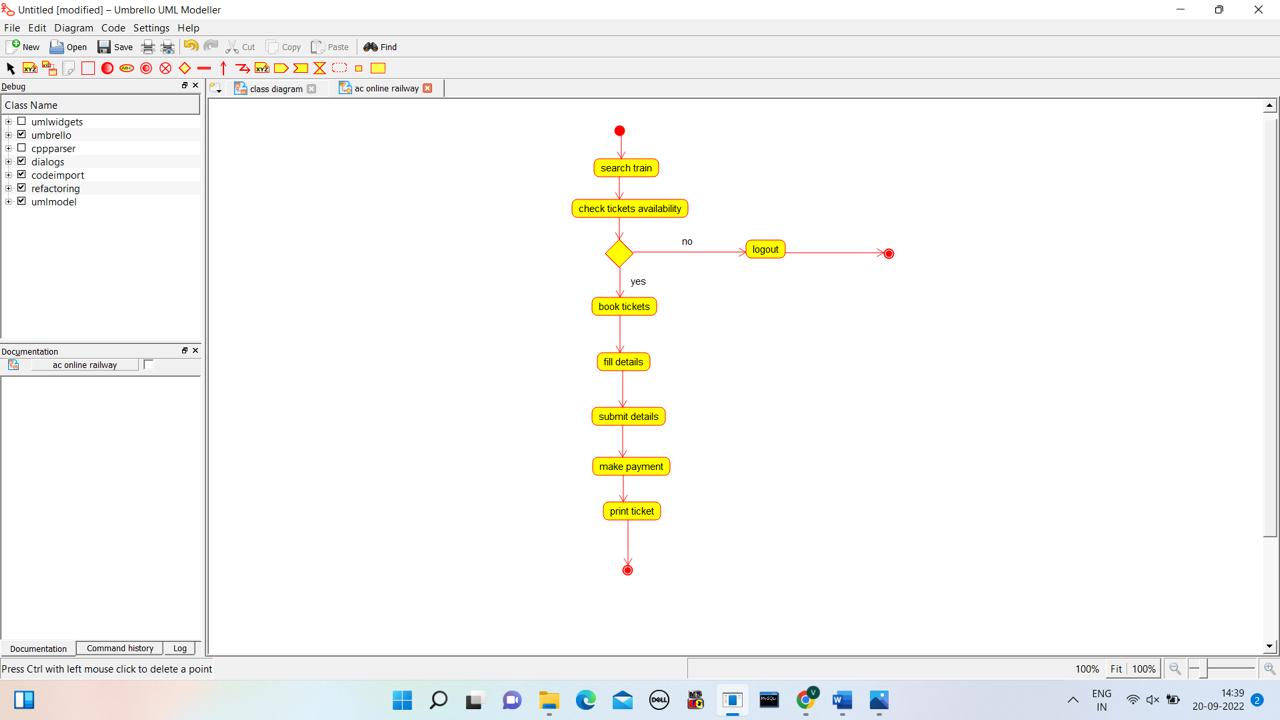 Untitled [modified] – Umbrello UML Modeller
File Edit Diagram Code Settings Help
New Open Save Cut Copy Paste Find
Debug
class diagram ac online railway
Class Name
umlwidgets
umbrello
cppparser
dialogs
codeimport
refactoring
umlmodel
search train
check tickets availability
no
logout
yes
book tickets
fill details
submit details
make payment
print ticket
Documentation
ac online railway
Documentation Command history Log
Press Ctrl with left mouse click to delete a point
100% Fit 100%
ENG
IN
14:39
20-09-2022
2
DELL
V
W